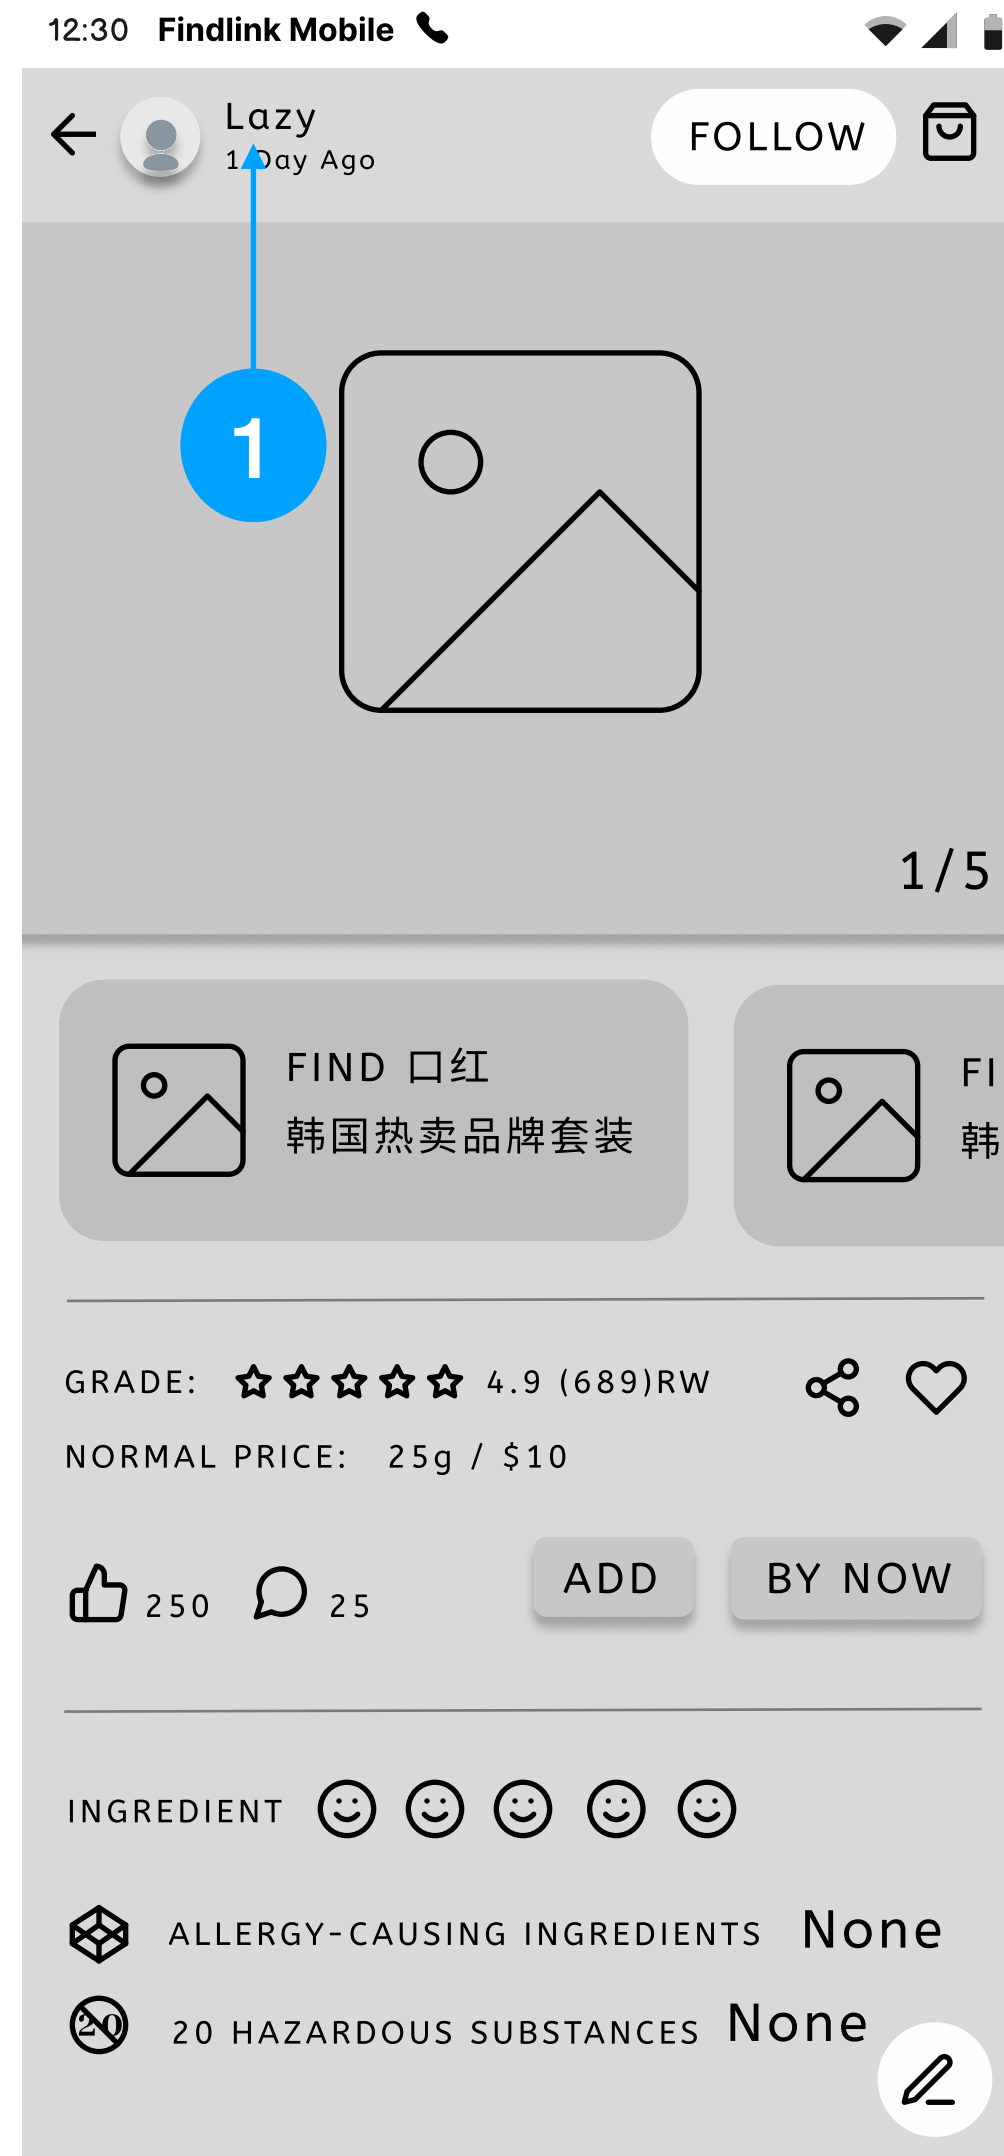 12:30 Findlink Mobile
Lazy
1 Day Ago
FOLLOW
1
1/5
FIND 口红
韩国热卖品牌套装
FI
韩
GRADE: 4.9 (689)RW
NORMAL PRICE: 25g / $10
250 25 ADD BY NOW
INGREDIENT
ALLERGY-CAUSING INGREDIENTS None
20
20 HAZARDOUS SUBSTANCES None